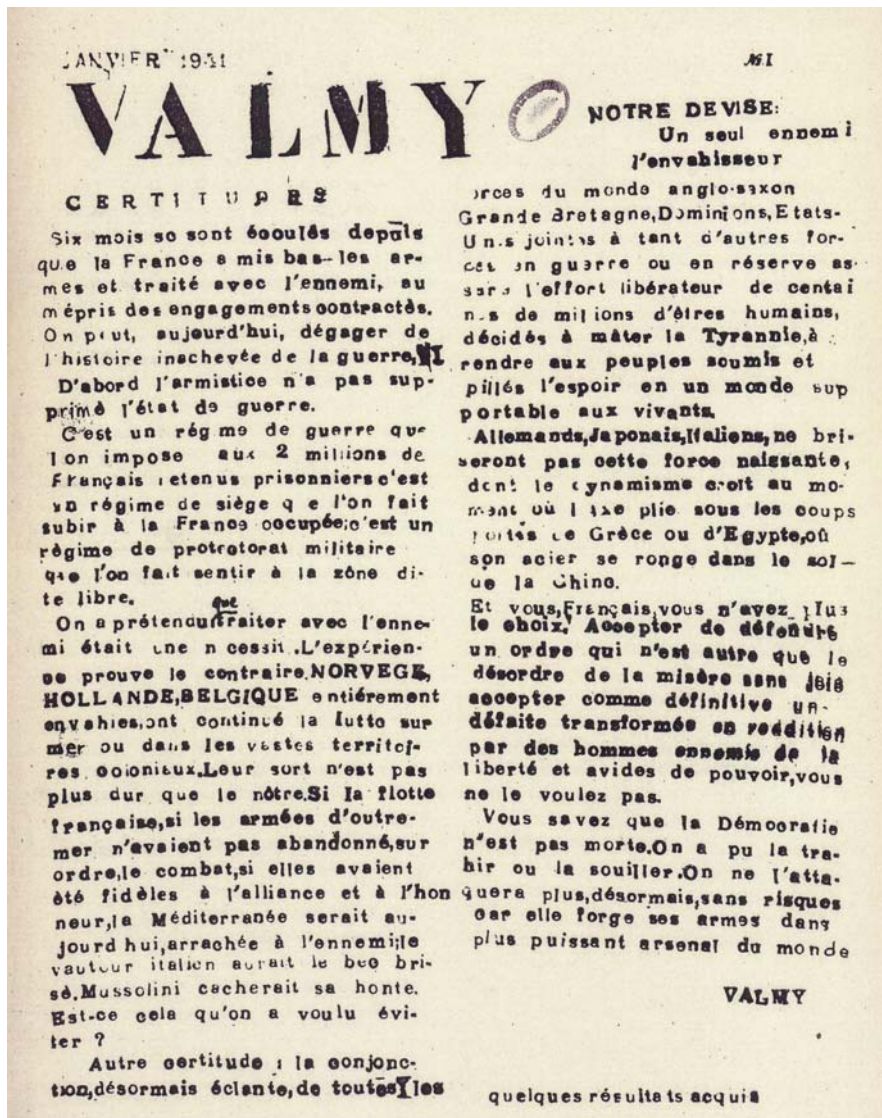 JANVIER 1941
№ I
VALMY
NOTRE DEVISE:
Un seul ennemi
l'envahisseur
CERTITUDES
Six mois se sont écoulés depuis
que la France a mis bas-les ar-
mes et traité avec l'ennemi, au
mépris des engagements contractés.
On peut, aujourd'hui, dégager de
l'histoire inachevée de la guerre,
D'abord l'armistice n'a pas sup-
primé l'état de guerre.
C'est un régime de guerre que
l'on impose aux 2 millions de
Français retenus prisonniers c'est
un régime de siège q e l'on fait
subir à la France occupée;c'est un
règime de protrotorat militaire
que l'on fait sentir à la zône di-
te libre.
que
On a prétendu traiter avec l'enne-
mi était une n cessit .L'expérien-
se prouve le contraire.NORVEGE,
HOLLANDE,BELGIQUE entiérement
envahies,ont continué la lutto sur
mer ou dans les vastes territoi-
res coloniaux.Leur sort n'est pas
plus dur que le nôtre.Si la flotte
française,si les armées d'outre-
mer n'avaient pas abandonné,sur
ordre,le combat,si elles avaient
été fidèles à l'alliance et à l'hon
neur,la Méditerranée serait au-
jourd hui,arrachée à l'ennemi;le
vautour italien aurait le bec bri-
sé.Mussolini cacherait sa honte.
Est-ce cela qu'on a voulu évi-
ter ?
Autre certitude : la conjonc-
tion,désormais éclante,de toutes les
orces du monde anglo-saxon
Grande Bretagne,Dominions,Etats-
Unis jointes à tant d'autres for-
ces en guerre ou en réserve as-
sure l'effort libérateur de centai
nes de millions d'êtres humains,
décidés à mâter la Tyrannie,à
rendre aux peuples soumis et
pillés l'espoir en un monde sup
portable aux vivants.
Allemands,Japonais,Italiens,ne bri-
seront pas cette force naissante,
dont le dynamisme croit au mo-
ment où l'axe plie sous les coups
portés de Grèce ou d'Egypte,où
son acier se ronge dans le sol-
de la Chine.
Et vous,Français,vous n'avez plus
le choix. Accepter de défendre
un ordre qui n'est autre que le
désordre de la misère sans joie
accepter comme définitive un-
défaite transformée en reddition
par des hommes ennemis de la
liberté et avides de pouvoir,vous
ne le voulez pas.
Vous savez que la Démocratie
n'est pas morte.On a pu la tra-
hir ou la souiller.On ne l'atta-
quera plus,désormais,sans risques
car elle forge ses armes dans
plus puissant arsenal du monde
VALMY
quelques résultats acquis